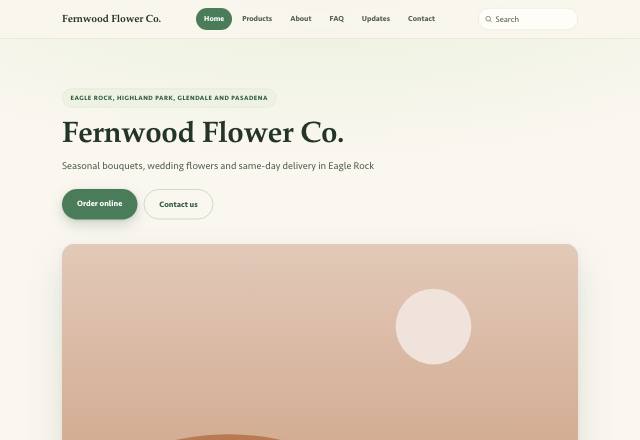 Fernwood Flower Co.
Home
Products
About
FAQ
Updates
Contact
Search
EAGLE ROCK, HIGHLAND PARK, GLENDALE AND PASADENA
Fernwood Flower Co.
Seasonal bouquets, wedding flowers and same-day delivery in Eagle Rock
Order online
Contact us